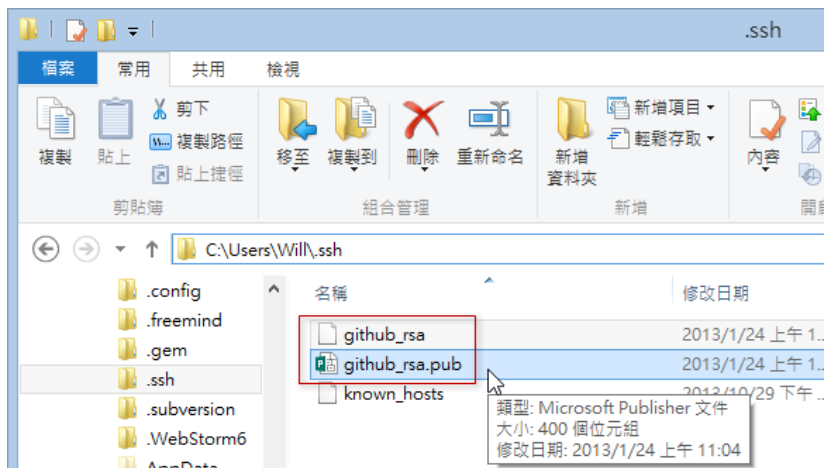 .ssh
檔案 常用 共用 檢視
複製 貼上 剪下 複製路徑 貼上捷徑
移至 複製到 刪除 重新命名
新增資料夾 新增項目 輕鬆存取
內容
剪貼簿 組合管理 新增
C:\Users\Will\.ssh
名稱 修改日期
.config
.freemind
.gem
.ssh
.subversion
.WebStorm6
AppData
github_rsa 2013/1/24 上午 1...
github_rsa.pub 2013/1/24 上午 1...
known_hosts 2013/10/29 下午 ...
類型: Microsoft Publisher 文件
大小: 400 個位元組
修改日期: 2013/1/24 上午 11:04